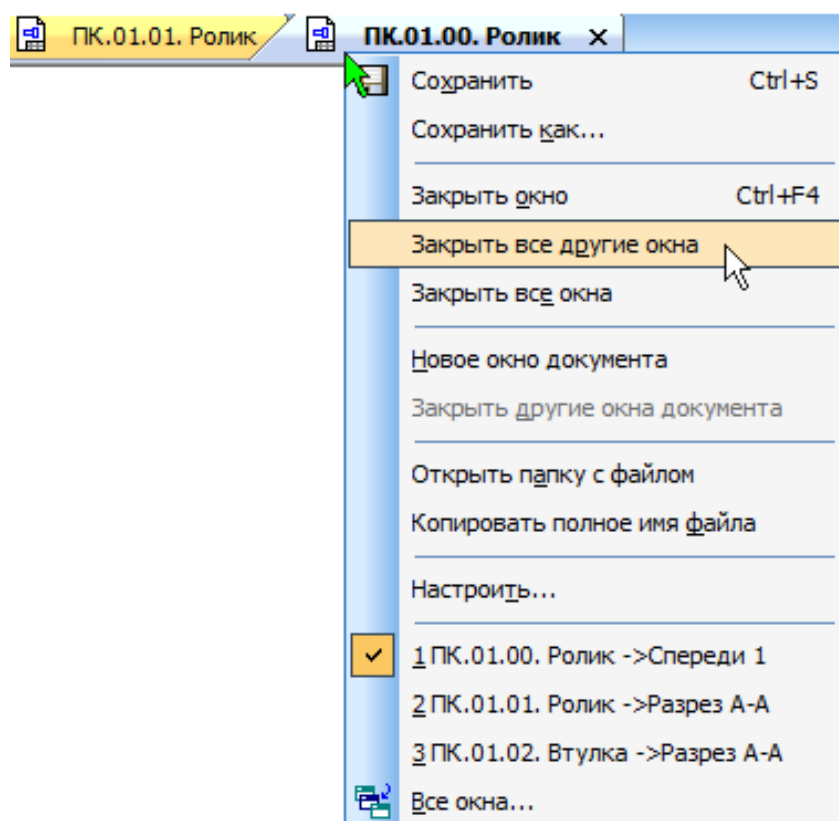 ПК.01.01. Ролик ПК.01.00. Ролик
Сохранить Ctrl+S
Сохранить как...
Закрыть окно Ctrl+F4
Закрыть все другие окна
Закрыть все окна
Новое окно документа
Закрыть другие окна документа
Открыть папку с файлом
Копировать полное имя файла
Настроить...
1 ПК.01.00. Ролик ->Спереди 1
2 ПК.01.01. Ролик ->Разрез А-А
3 ПК.01.02. Втулка ->Разрез А-А
Все окна...